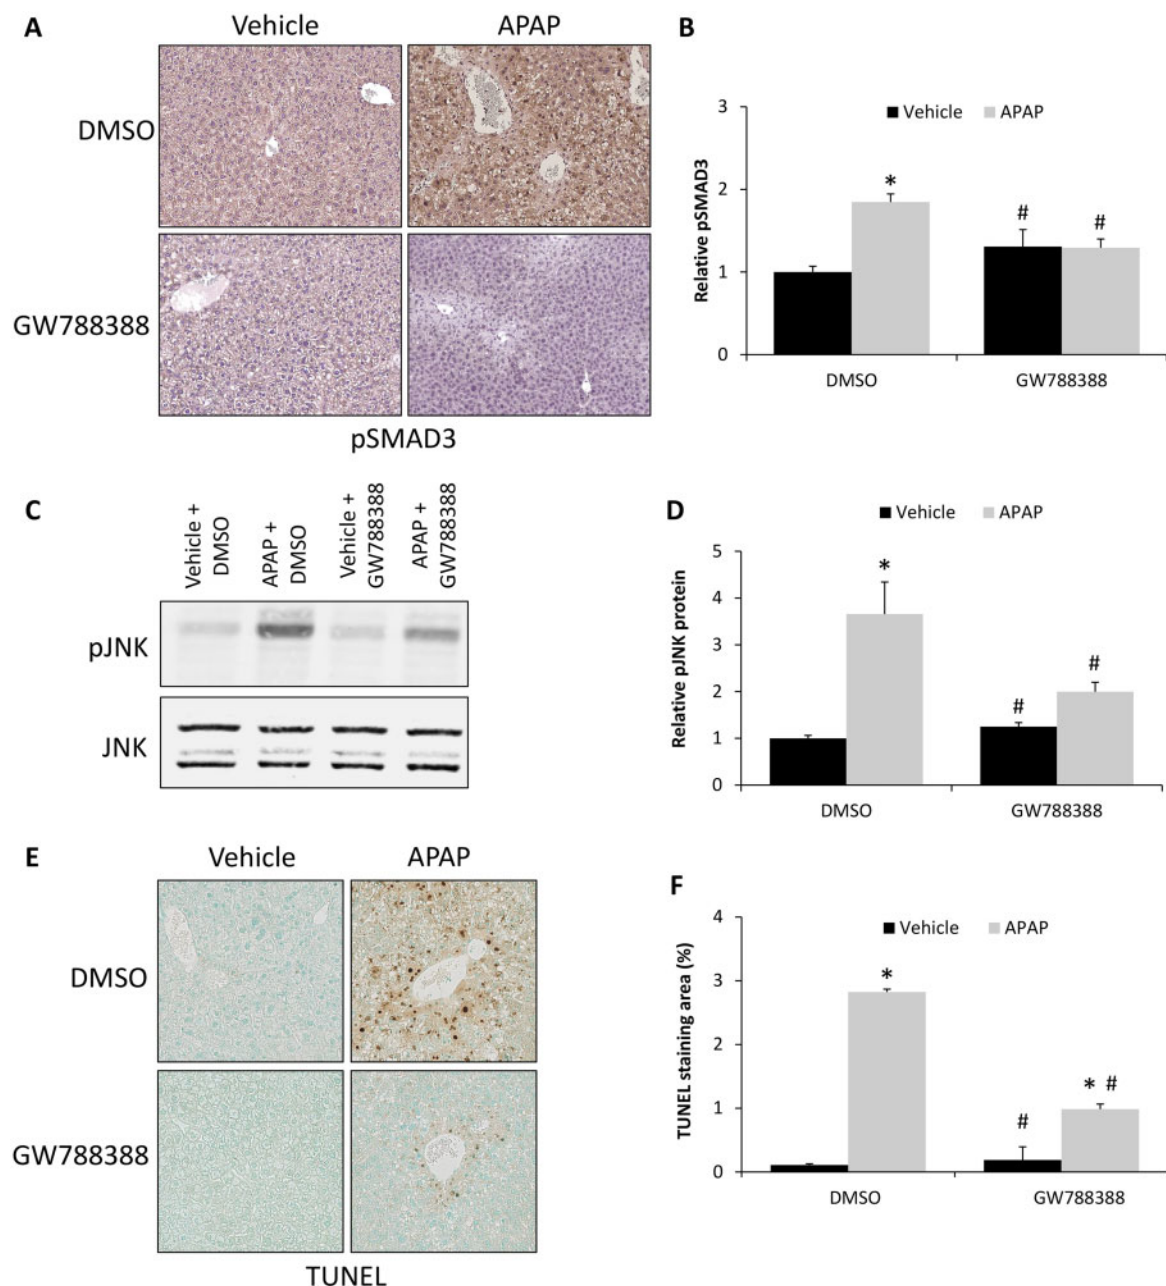 A
Vehicle
APAP
DMSO
GW788388
pSMAD3
B
Vehicle
APAP
Relative pSMAD3
3
2
1
0
*
#
#
DMSO
GW788388
C
Vehicle +
DMSO
APAP +
DMSO
Vehicle +
GW788388
APAP +
GW788388
pJNK
JNK
D
Vehicle
APAP
Relative pJNK protein
5
4
3
2
1
0
*
#
#
DMSO
GW788388
E
Vehicle
APAP
DMSO
GW788388
TUNEL
F
Vehicle
APAP
TUNEL staining area (%)
4
3
2
1
0
*
#
* #
DMSO
GW788388